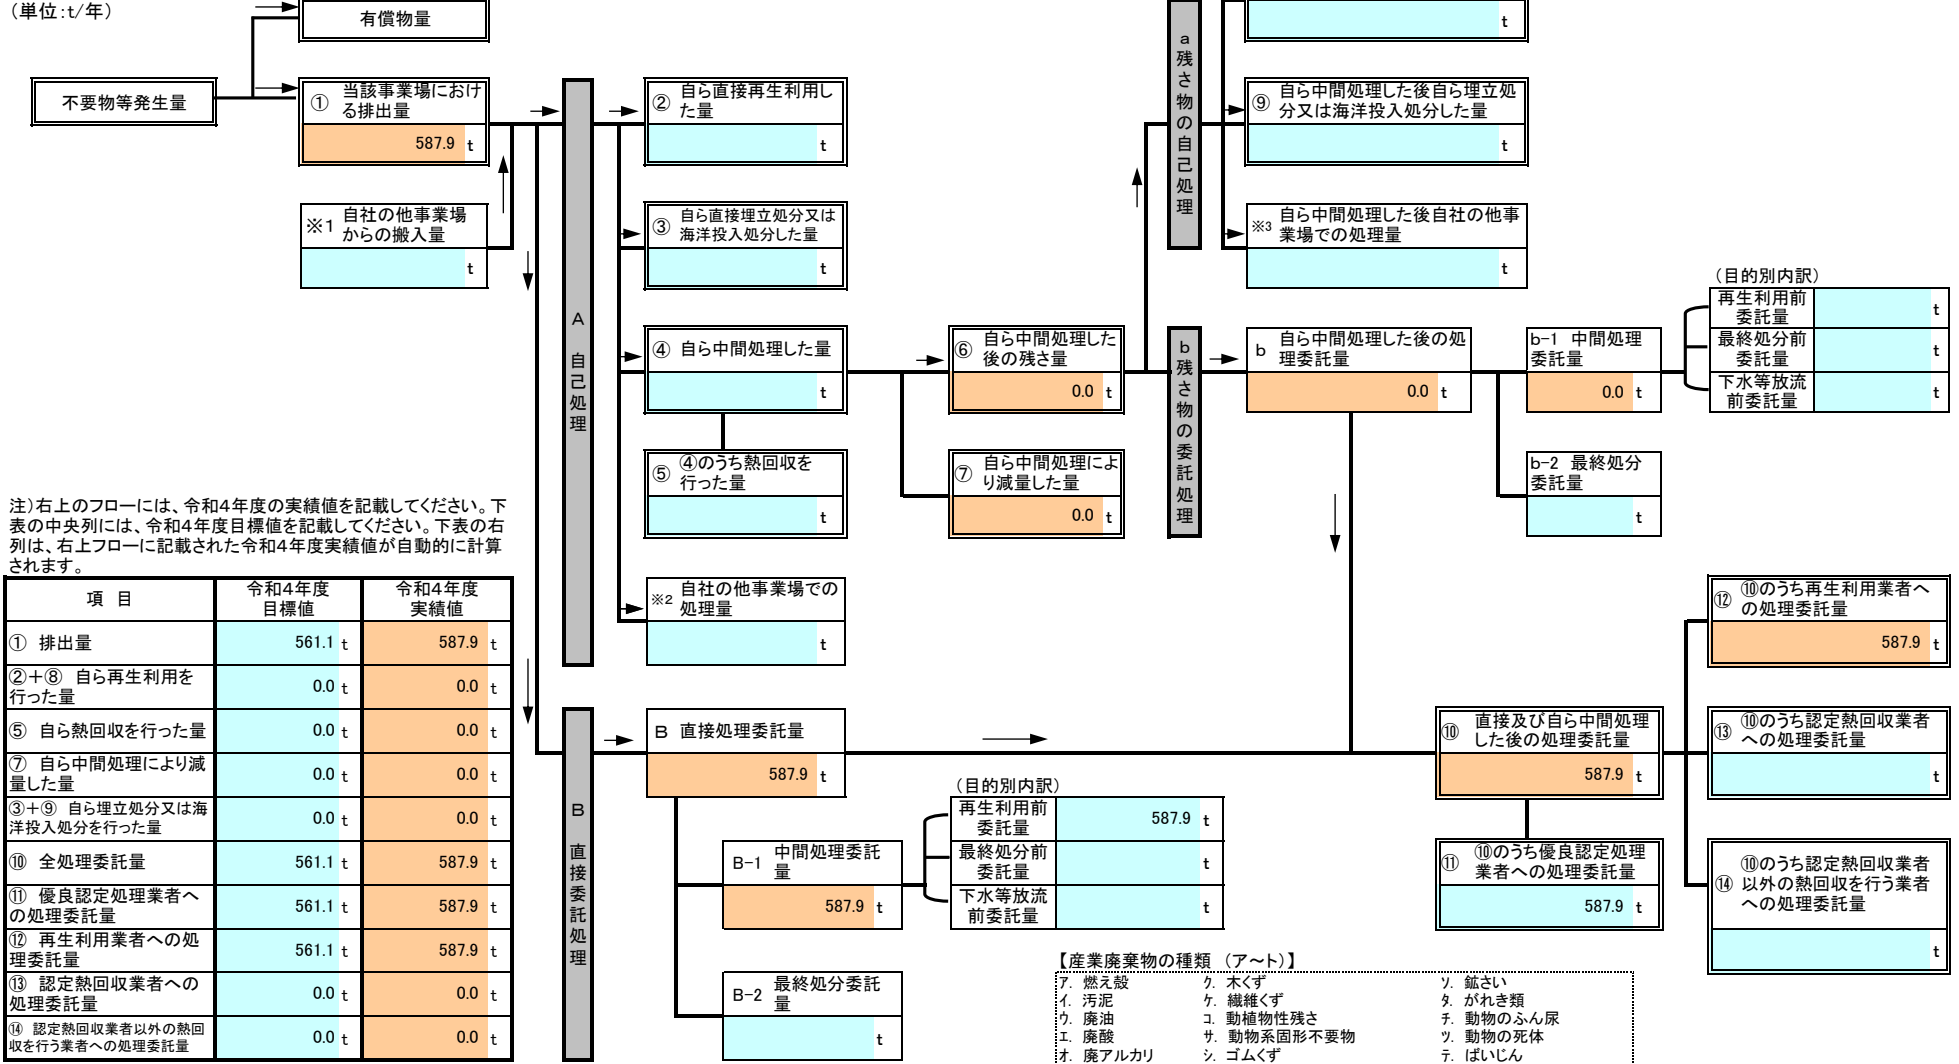 （単位：t/年）
有償物量
t
不要物等発生量
① 当該事業場におけ
る排出量
587.9 t
※1 自社の他事業場
からの搬入量
t
A 自己処理
② 自ら直接再生利用し
た量
t
③ 自ら直接埋立処分又は
海洋投入処分した量
t
④ 自ら中間処理した量
t
⑤ ④のうち熱回収を
行った量
t
※2 自社の他事業場での
処理量
t
⑥ 自ら中間処理した
後の残さ量
0.0 t
⑦ 自ら中間処理によ
り減量した量
0.0 t
a 残さ物の自己処理
⑨ 自ら中間処理した後自ら埋立処
分又は海洋投入処分した量
t
※3 自ら中間処理した後自社の他事
業場での処理量
t
b 残さ物の委託処理
b 自ら中間処理した後の処
理委託量
0.0 t
b-1 中間処理
委託量
0.0 t
b-2 最終処分
委託量
t
（目的別内訳）
再生利用前
委託量
t
最終処分前
委託量
t
下水等放流
前委託量
t
注）右上のフローには、令和4年度の実績値を記載してください。下
表の中央列には、令和4年度目標値を記載してください。下表の右
列は、右上フローに記載された令和4年度実績値が自動的に計算
されます。
項 目 令和4年度
目標値 令和4年度
実績値
① 排出量 561.1 t 587.9 t
②＋⑧ 自ら再生利用を
行った量 0.0 t 0.0 t
⑤ 自ら熱回収を行った量 0.0 t 0.0 t
⑦ 自ら中間処理により減
量した量 0.0 t 0.0 t
③＋⑨ 自ら埋立処分又は海
洋投入処分を行った量 0.0 t 0.0 t
⑩ 全処理委託量 561.1 t 587.9 t
⑪ 優良認定処理業者へ
の処理委託量 561.1 t 587.9 t
⑫ 再生利用業者への処
理委託量 561.1 t 587.9 t
⑬ 認定熱回収業者への
処理委託量 0.0 t 0.0 t
⑭ 認定熱回収業者以外の熱回
収を行う業者への処理委託量 0.0 t 0.0 t
B 直接委託処理
B 直接処理委託量
587.9 t
B-1 中間処理委託
量
587.9 t
B-2 最終処分委託
量
t
（目的別内訳）
再生利用前
委託量
587.9 t
最終処分前
委託量
t
下水等放流
前委託量
t
⑩ 直接及び自ら中間処理
した後の処理委託量
587.9 t
⑪ ⑩のうち優良認定処理
業者への処理委託量
587.9 t
⑫ ⑩のうち再生利用業者へ
の処理委託量
587.9 t
⑬ ⑩のうち認定熱回収業者
への処理委託量
t
⑭ ⑩のうち認定熱回収業者
以外の熱回収を行う業者
への処理委託量
t
【産業廃棄物の種類 （ア～ト）】
ア. 燃え殻 ク. 木くず ソ. 鉱さい
イ. 汚泥 ケ. 繊維くず タ. がれき類
ウ. 廃油 コ. 動植物性残さ チ. 動物のふん尿
エ. 廃酸 サ. 動物系固形不要物 ツ. 動物の死体
オ. 廃アルカリ シ. ゴムくず テ. ばいじん